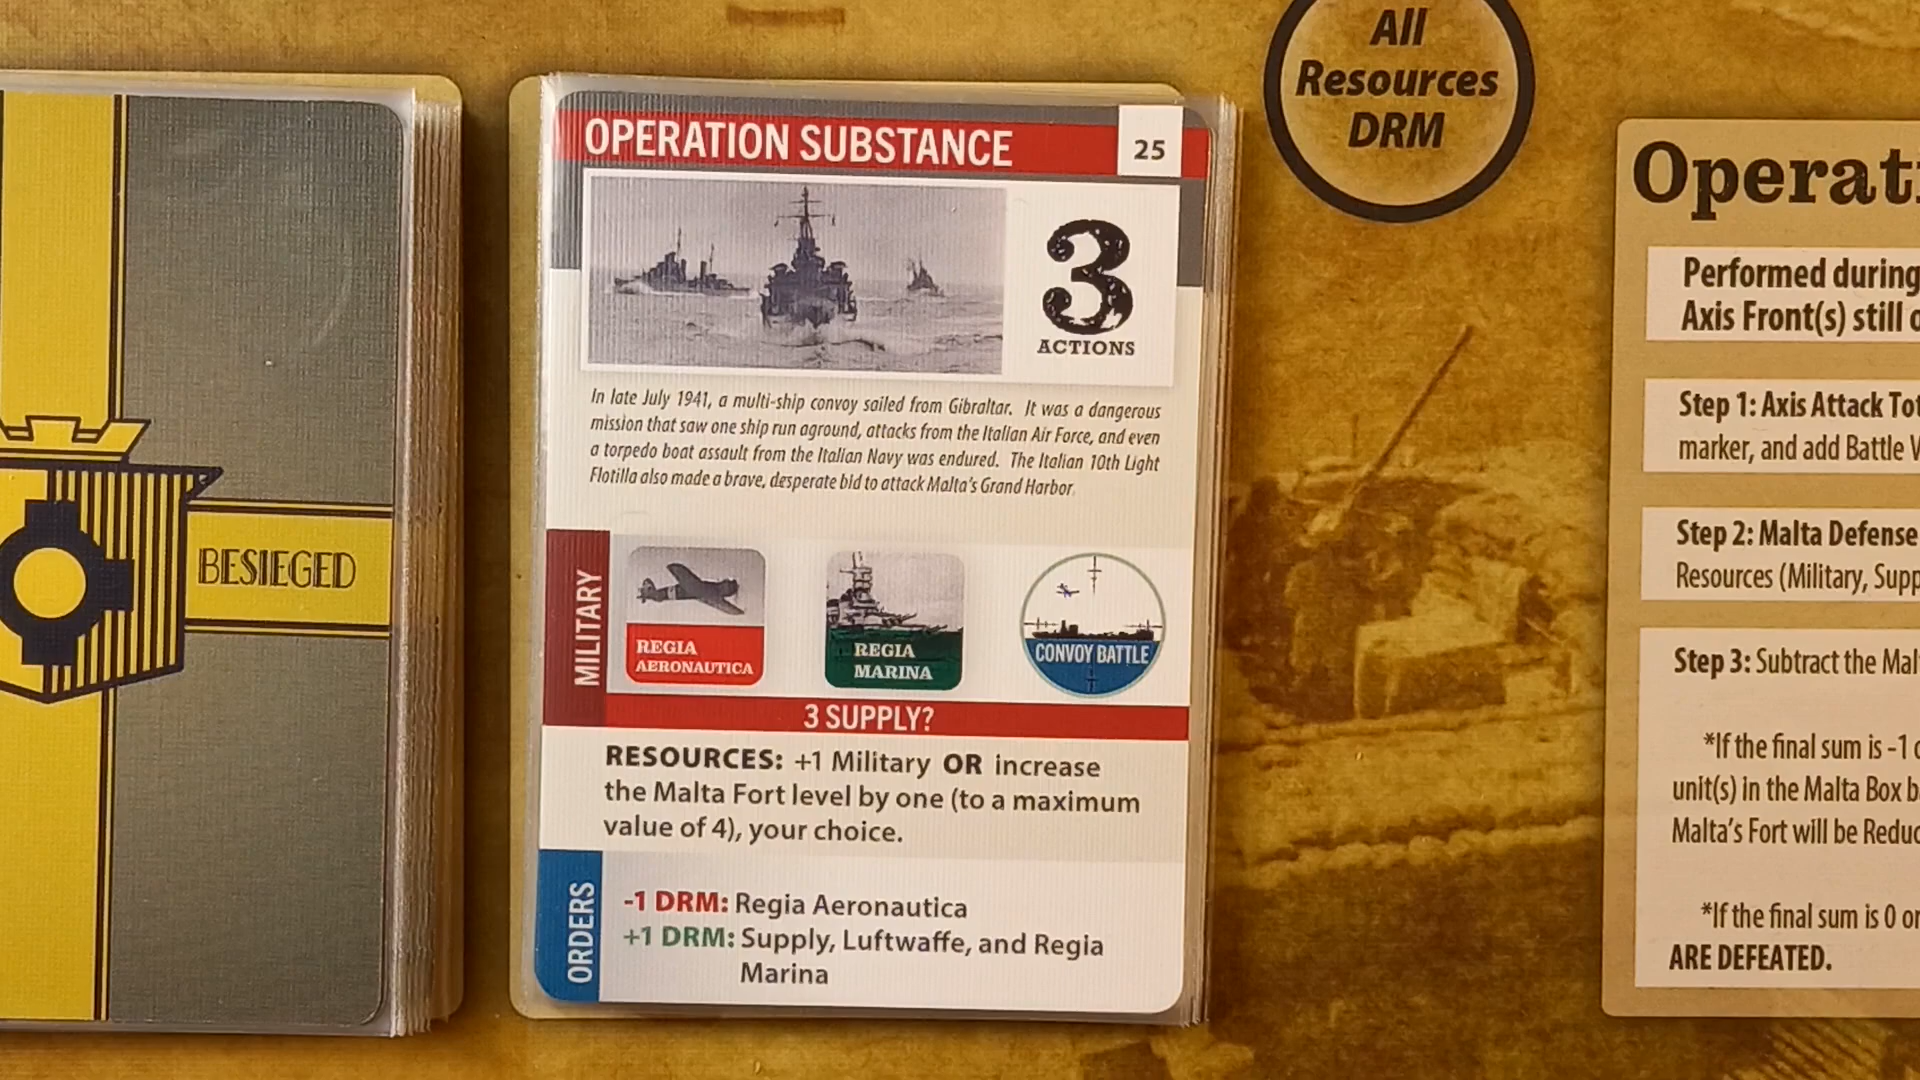 BESIEGED
OPERATION SUBSTANCE
25
3
ACTIONS
In late July 1941, a multi-ship convoy sailed from Gibraltar. It was a dangerous
mission that saw one ship run aground, attacks from the Italian Air Force, and even
a torpedo boat assault from the Italian Navy was endured. The Italian 10th Light
Flotilla also made a brave, desperate bid to attack Malta's Grand Harbor.
MILITARY
REGIA
AERONAUTICA
REGIA
MARINA
CONVOY BATTLE
3 SUPPLY?
RESOURCES: +1 Military OR increase
the Malta Fort level by one (to a maximum
value of 4), your choice.
ORDERS
-1 DRM: Regia Aeronautica
+1 DRM: Supply, Luftwaffe, and Regia
Marina
All
Resources
DRM
Operati
Performed during
Axis Front(s) still o
Step 1: Axis Attack Tot
marker, and add Battle V
Step 2: Malta Defense
Resources (Military, Supp
Step 3: Subtract the Mal
*If the final sum is -1 o
unit(s) in the Malta Box b
Malta's Fort will be Reduc
*If the final sum is 0 or
ARE DEFEATED.